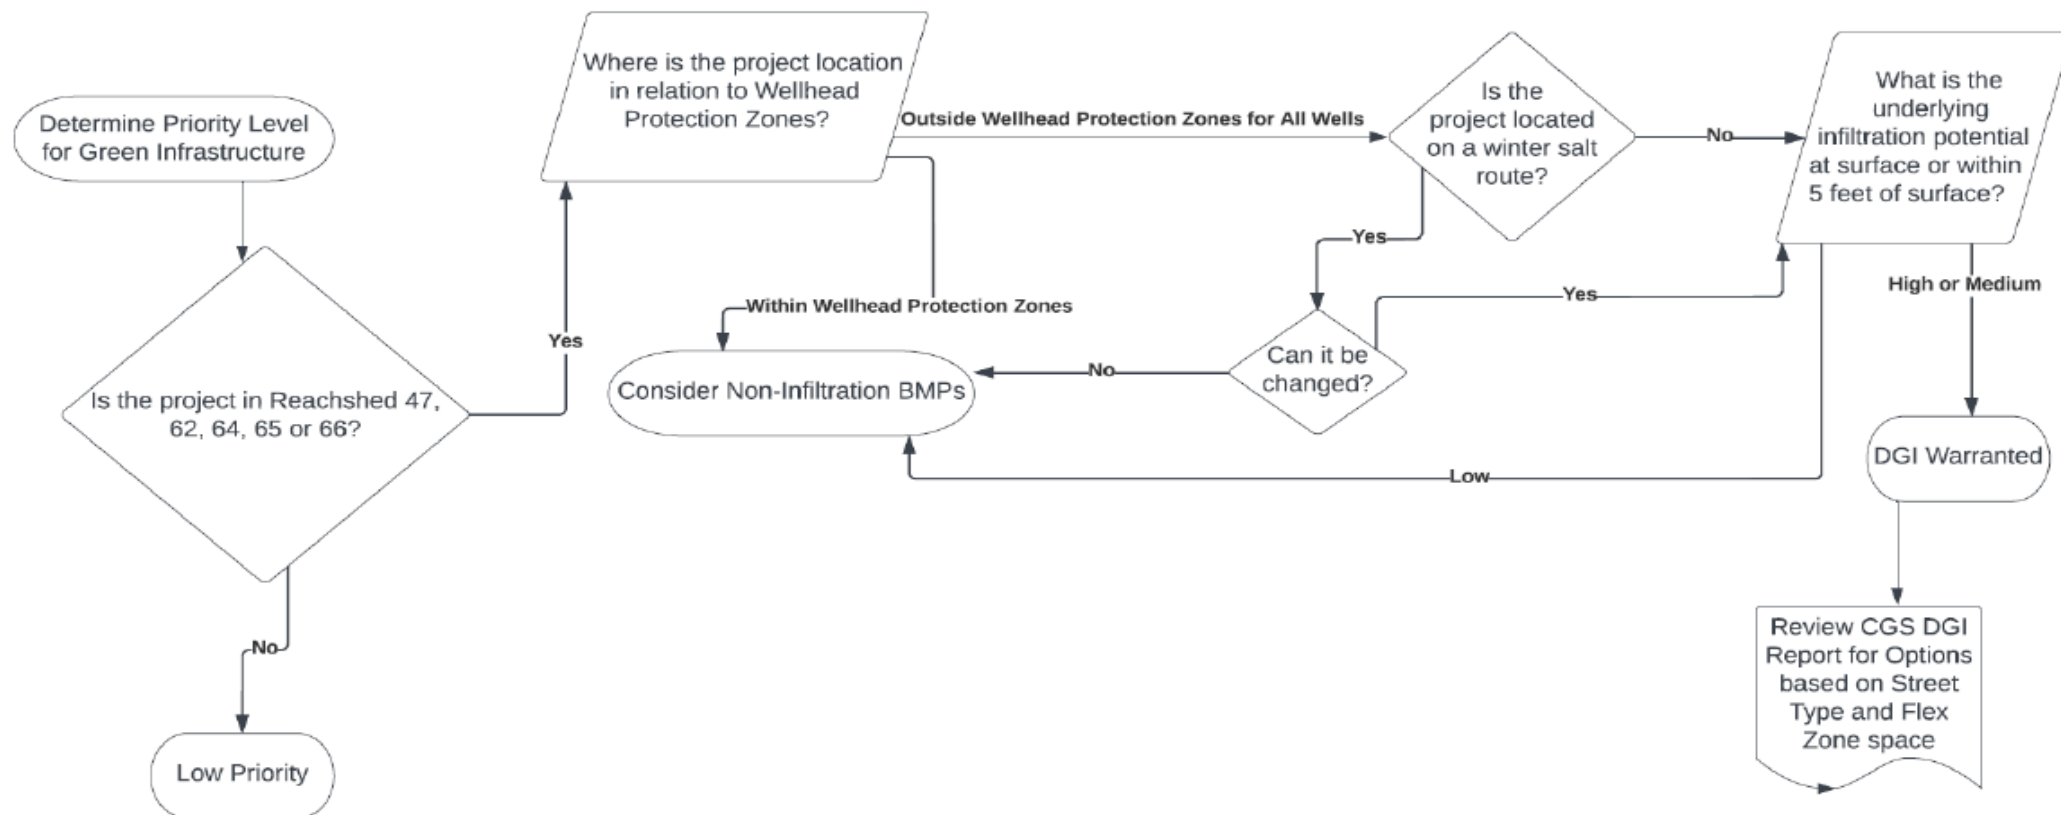 Determine Priority Level
for Green Infrastructure
Is the project in Reachshed 47,
62, 64, 65 or 66?
No
Low Priority
Yes
Where is the project location
in relation to Wellhead
Protection Zones?
Outside Wellhead Protection Zones for All Wells
Within Wellhead Protection Zones
Consider Non-Infiltration BMPs
Is the
project located
on a winter salt
route?
Yes
No
Can it be
changed?
No
Yes
What is the
underlying
infiltration potential
at surface or within
5 feet of surface?
Low
High or Medium
DGI Warranted
Review CGS DGI
Report for Options
based on Street
Type and Flex
Zone space